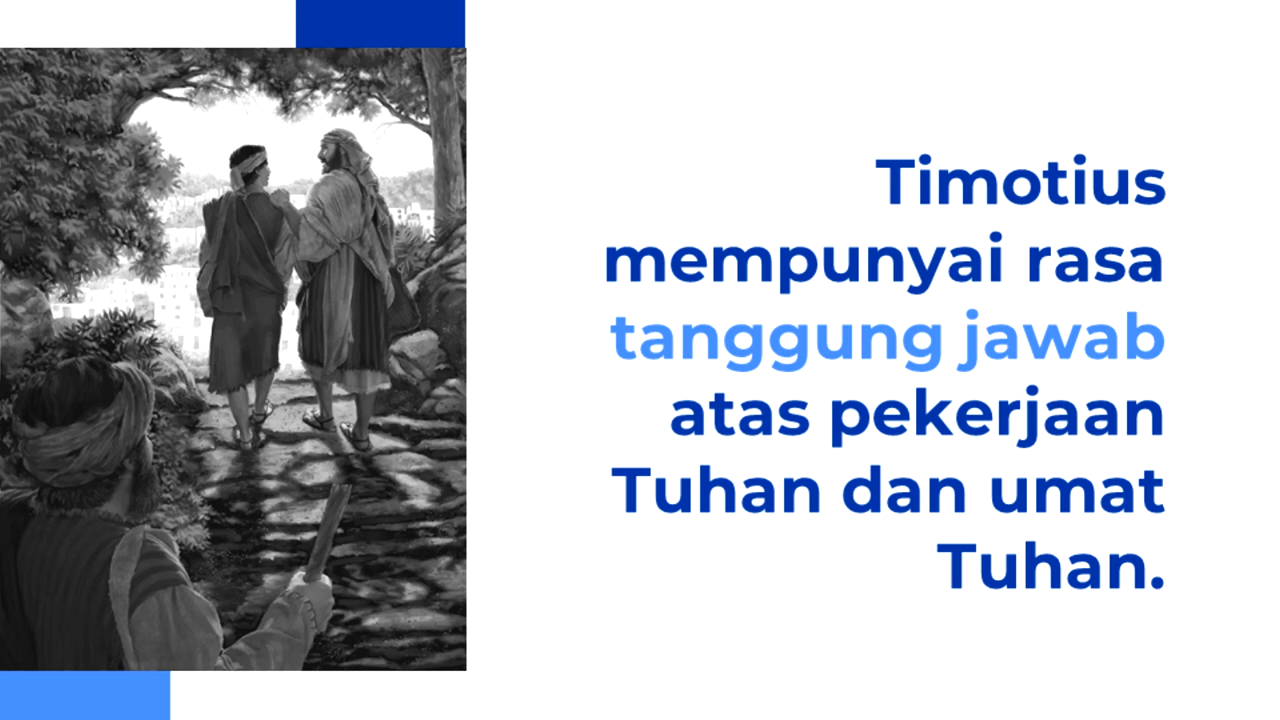 Timotius
mempunyai rasa
tanggung jawab
atas pekerjaan
Tuhan dan umat
Tuhan.